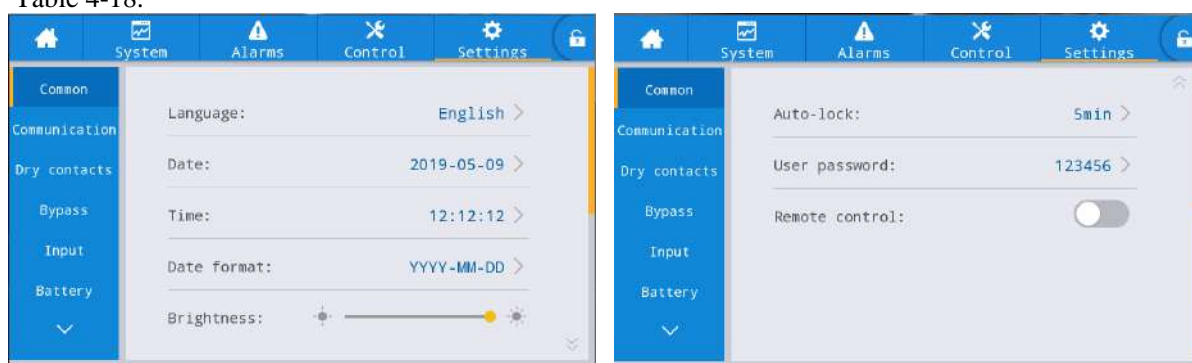 Table 4-18.
System Alarms Control Settings
Common
Communication
Dry contacts
Bypass
Input
Battery
Language: English
Date: 2019-05-09
Time: 12:12:12
Date format: YYYY-MM-DD
Brightness:
System Alarms Control Settings
Common
Communication
Dry contacts
Bypass
Input
Battery
Auto-lock: 5min
User password: 123456
Remote control: